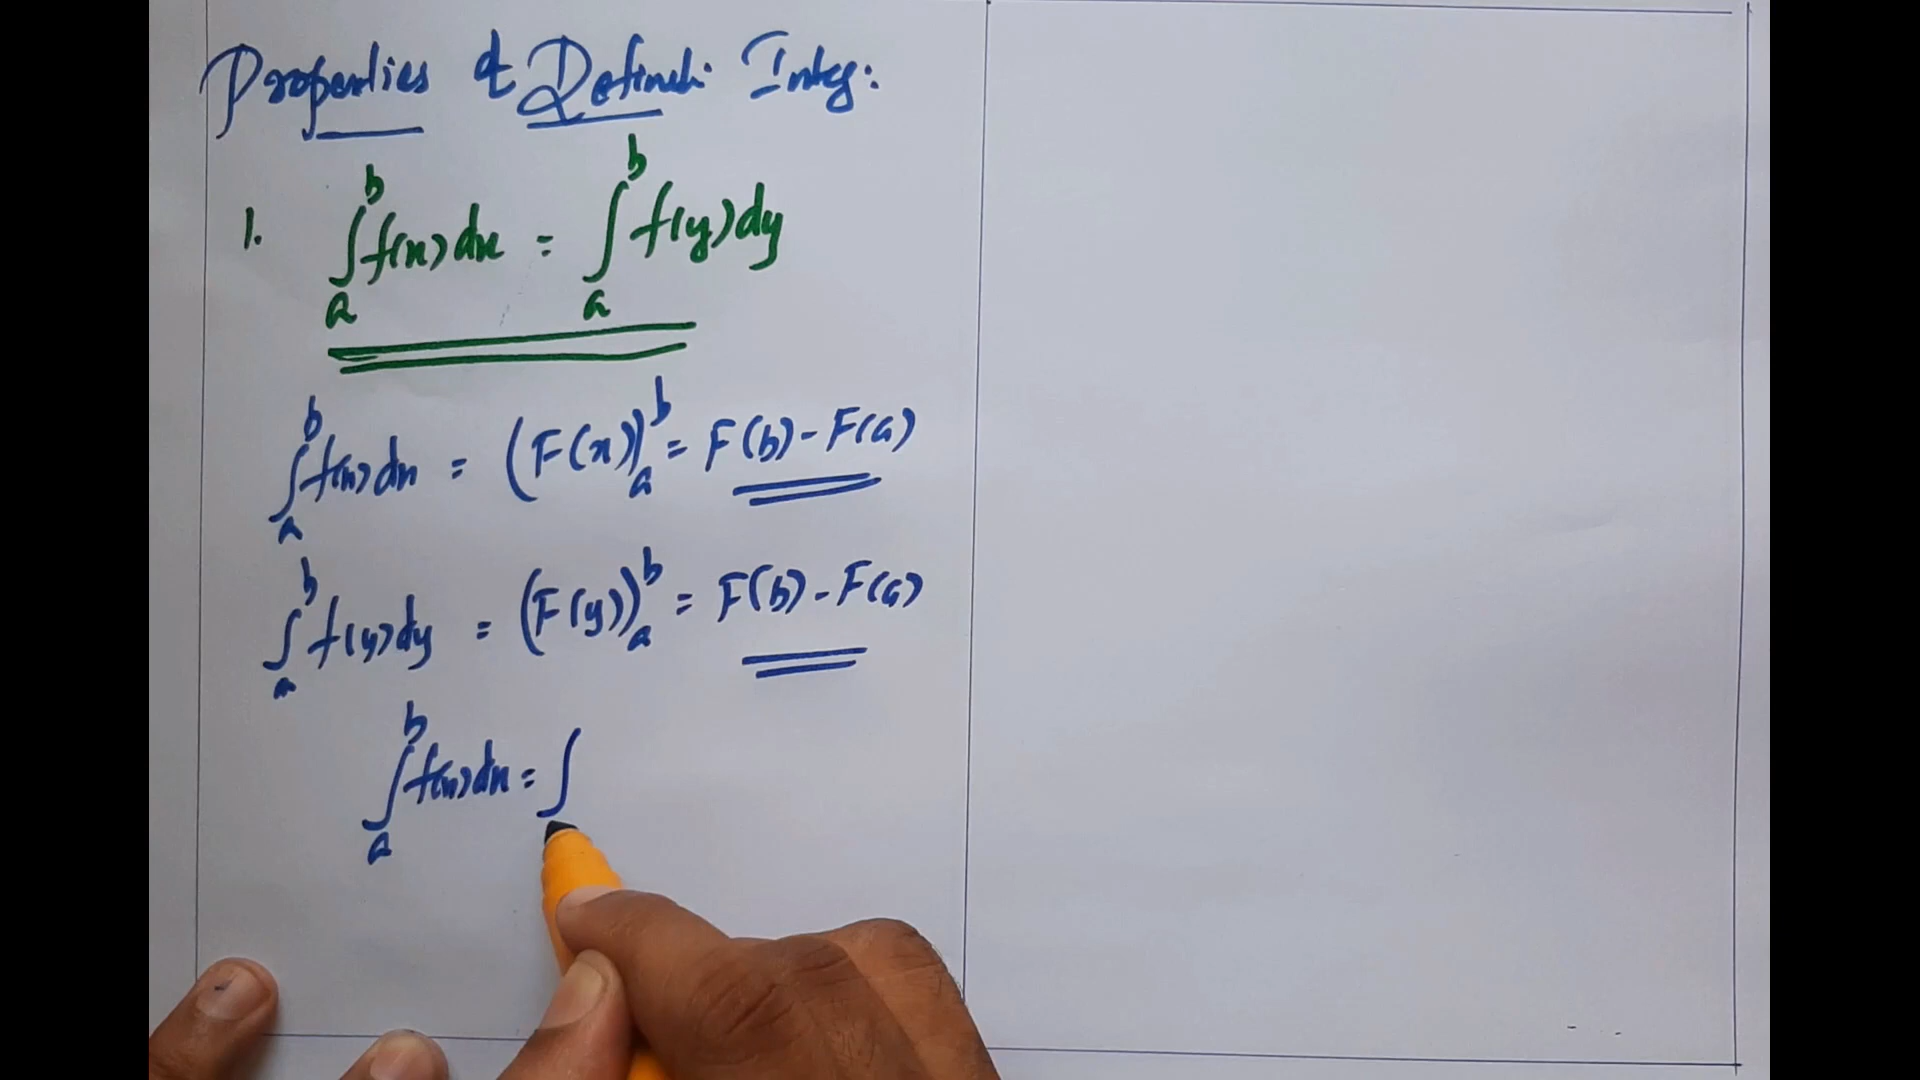 Properties of Definite Integ:
1. ∫_a^b f(x) dx = ∫_a^b f(y) dy
∫_a^b f(x) dx = (F(x))_a^b = F(b) - F(a)
∫_a^b f(y) dy = (F(y))_a^b = F(b) - F(a)
∫_a^b f(x) dx = ∫